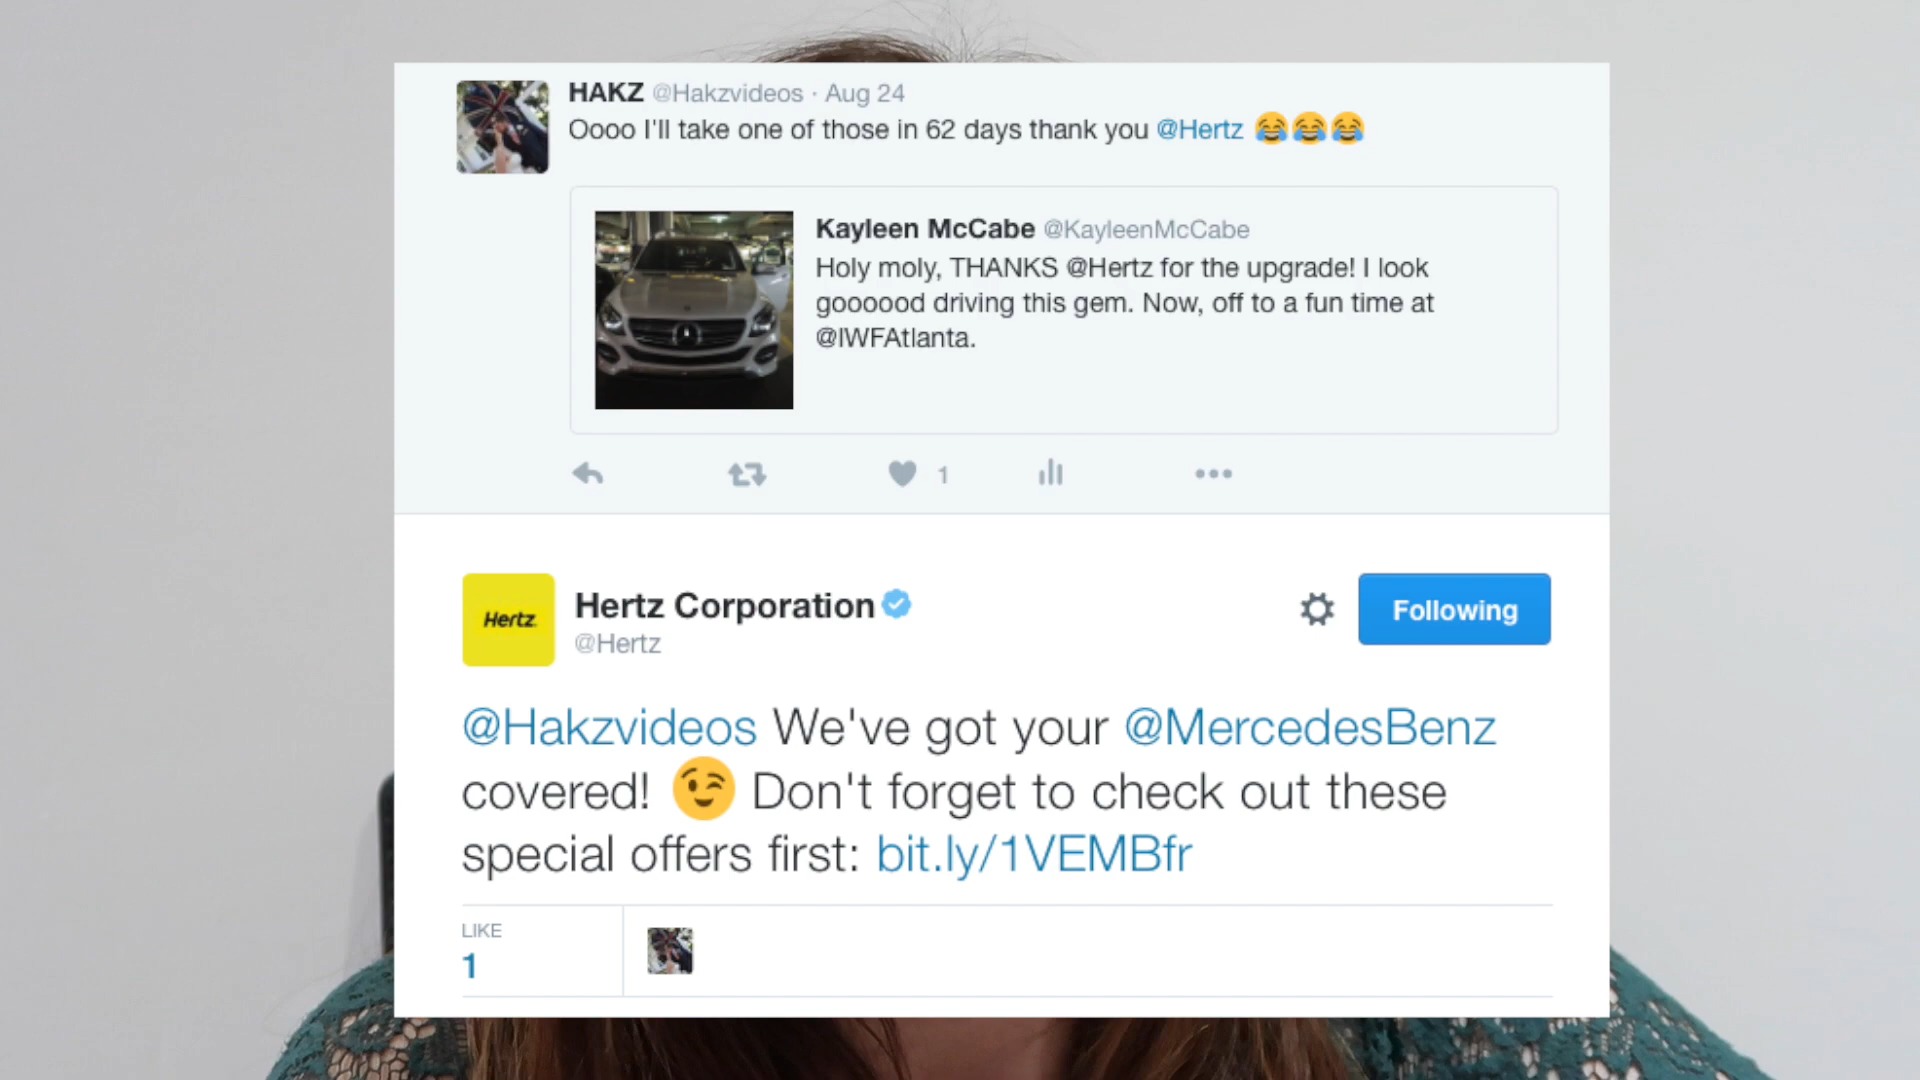 HAKZ @Hakzvideos · Aug 24
Oooo I'll take one of those in 62 days thank you @Hertz 😂😂😂
Kayleen McCabe @KayleenMcCabe
Holy moly, THANKS @Hertz for the upgrade! I look
goooood driving this gem. Now, off to a fun time at
@IWFAtlanta.
1
Hertz
Hertz Corporation
@Hertz
Following
@Hakzvideos We've got your @MercedesBenz
covered! 😉 Don't forget to check out these
special offers first: bit.ly/1VEMBfr
LIKE
1